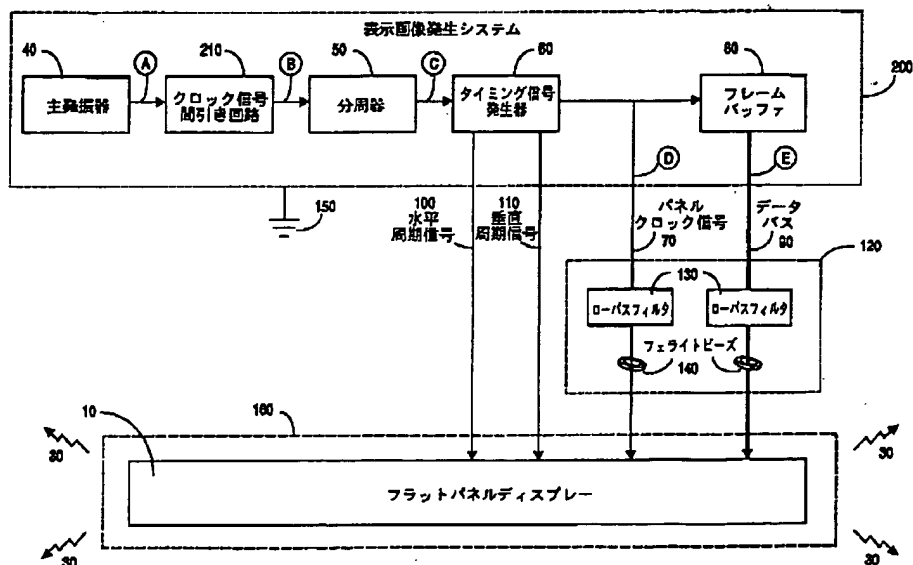 表示画像発生システム
40
210
50
60
80
200
A
B
C
主発振器
クロック信号
間引き回路
分周器
タイミング信号
発生器
フレーム
バッファ
D
E
150
100
水平
周期信号
110
垂直
周期信号
パネル
クロック信号
70
データ
バス
90
120
130
ローパスフィルタ
ローパスフィルタ
フェライトビーズ
140
160
10
30
30
フラットパネルディスプレー
30
30